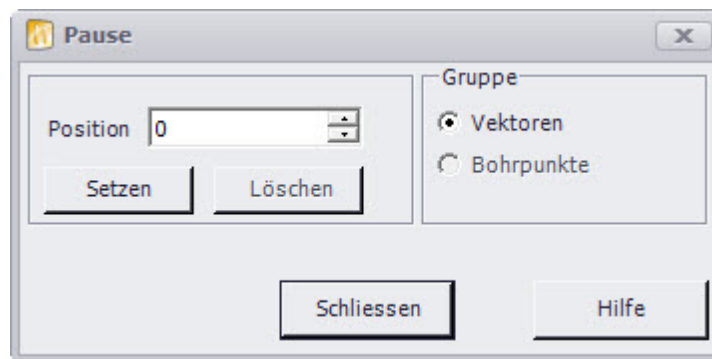 Pause
Gruppe
Position 0
Vektoren
Bohrpunkte
Setzen Löschen
Schliessen Hilfe